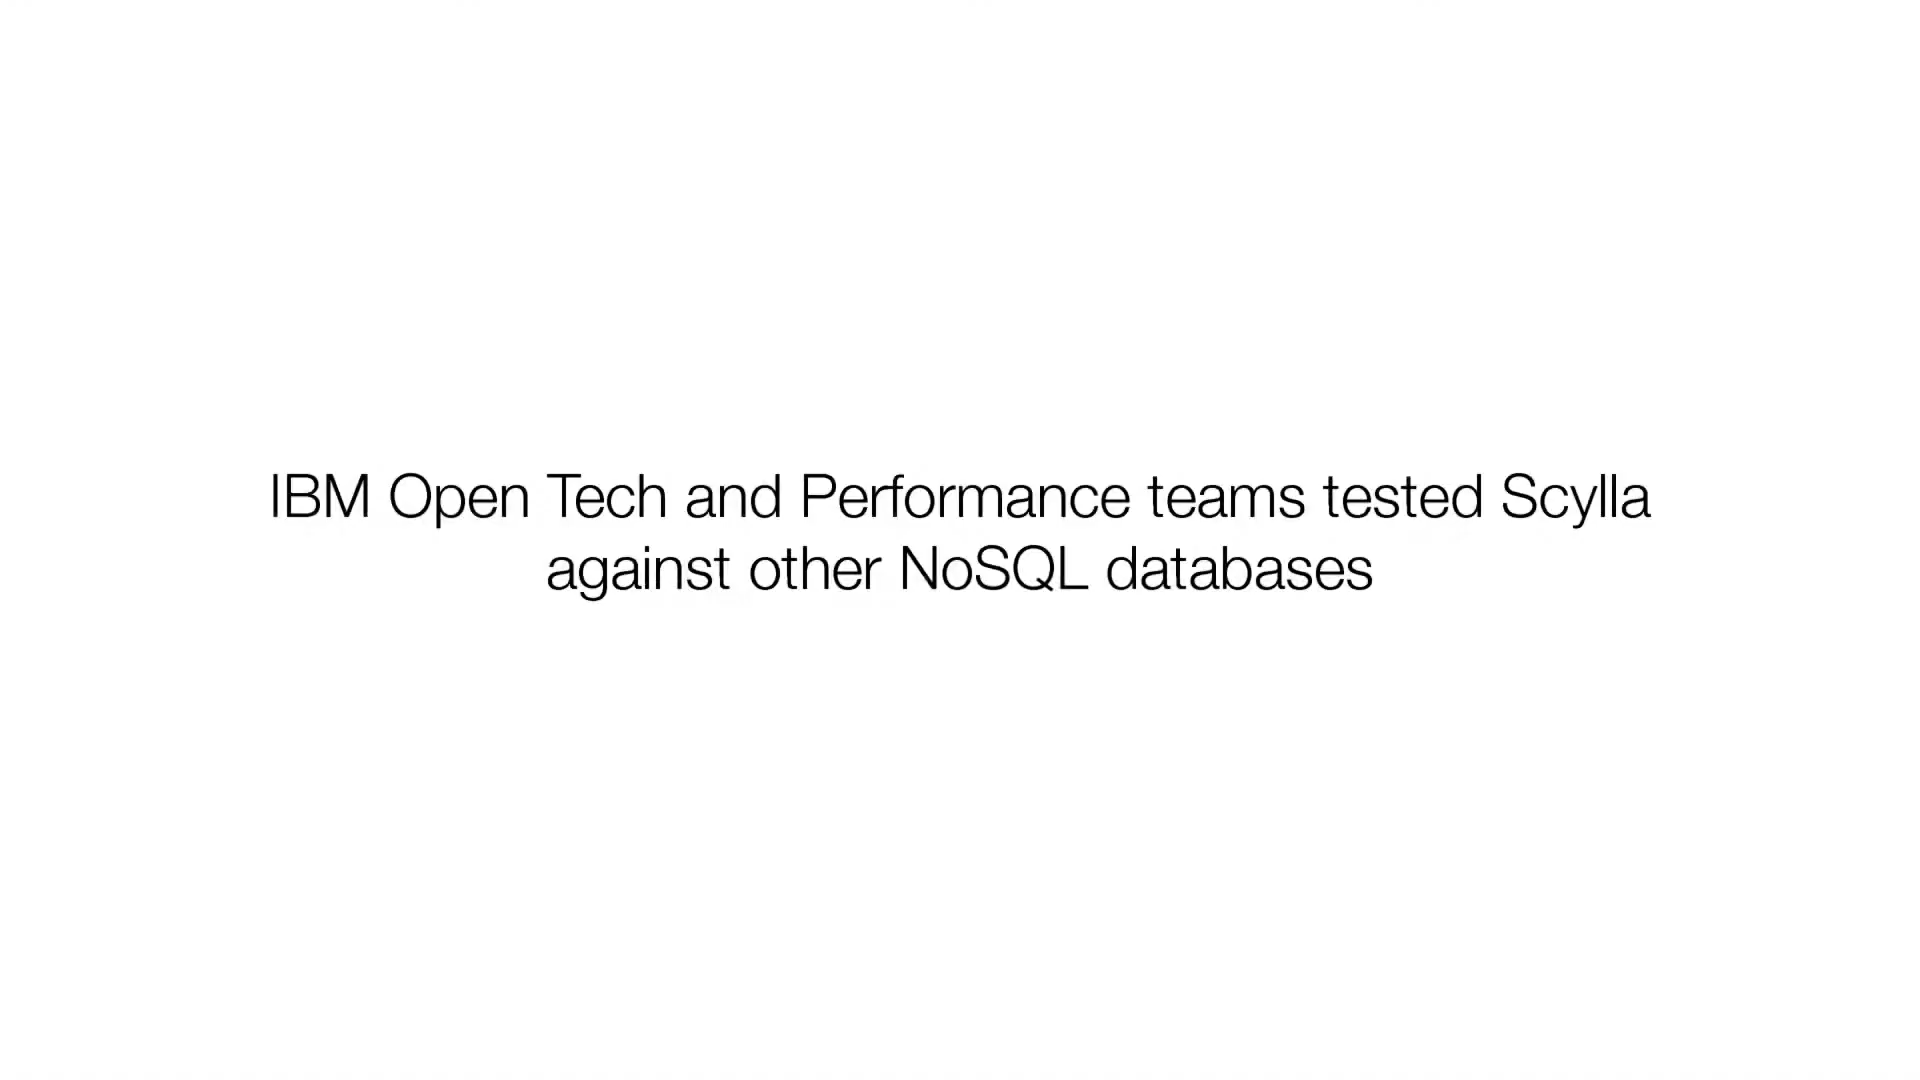 IBM Open Tech and Performance teams tested Scylla
against other NoSQL databases